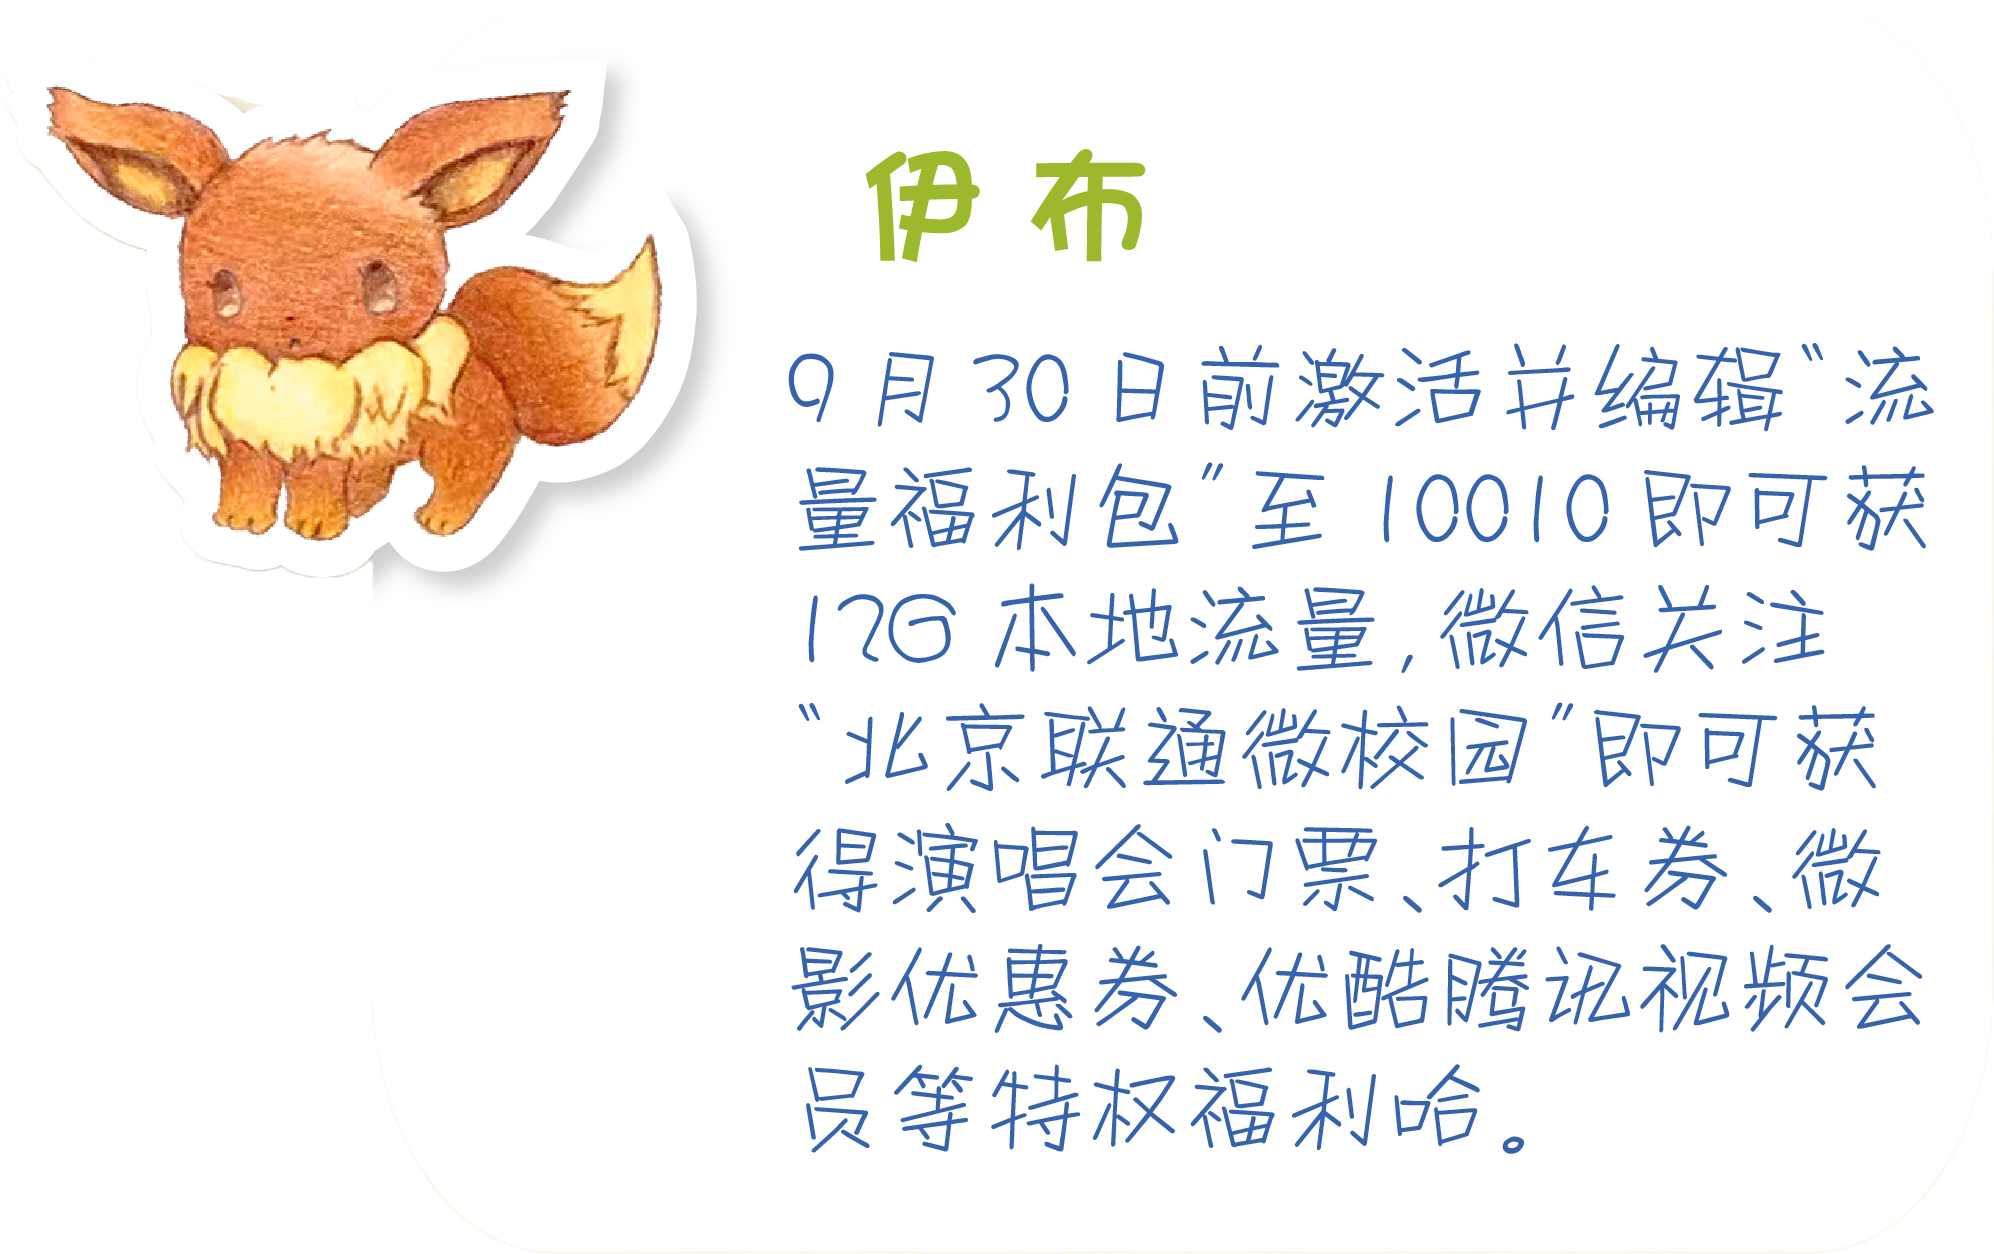 伊布
9月30日前激活并编辑“流
量福利包”至 10010 即可获
12G 本地流量,微信关注
“北京联通微校园”即可获
得演唱会门票、打车券、微
影优惠券、优酷腾讯视频会
员等特权福利哈。